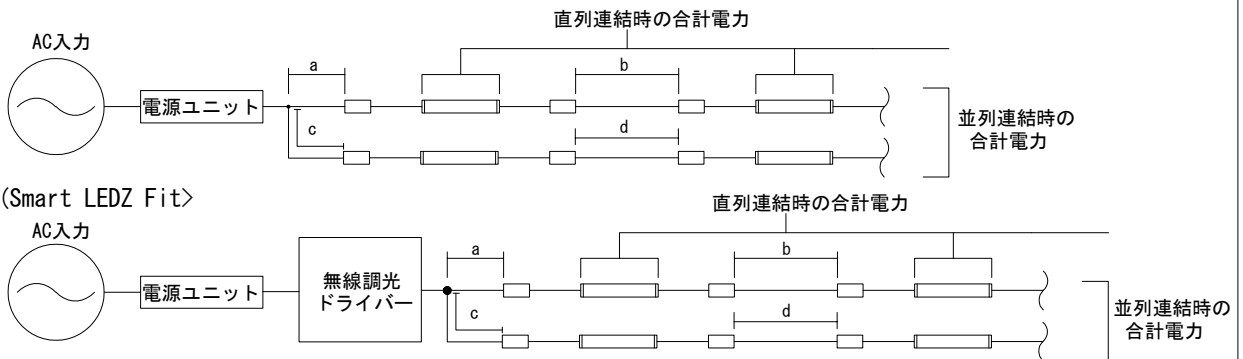 直列連結時の合計電力
AC入力
a
b
電源ユニット
c
d
並列連結時の
合計電力
(Smart LEDZ Fit>
直列連結時の合計電力
AC入力
a
b
電源ユニット
無線調光
ドライバー
c
d
並列連結時の
合計電力